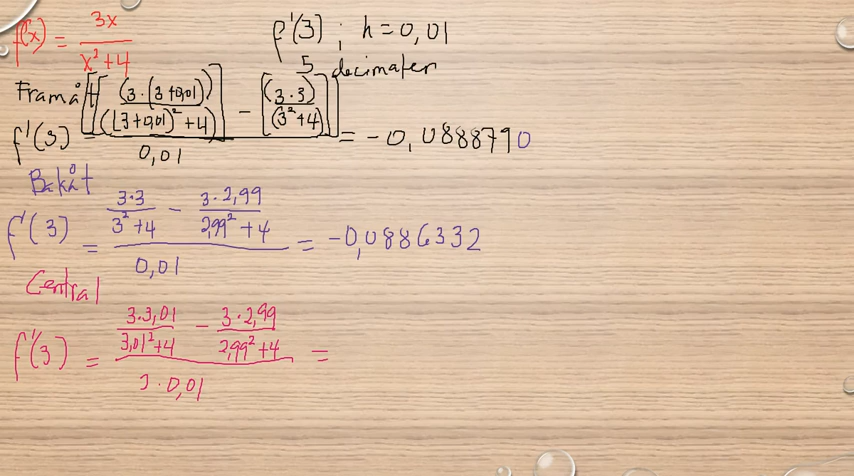 f(x) = 3x / x²+4
f'(3) ; h = 0,01
5 decimaler
Framåt
f'(3) = [[(3·(3+0,01)) / ((3+0,01)²+4)] - [(3·3) / (3²+4)]] / 0,01 = -0,0888790
Bakåt
f'(3) = (3·3 / 3²+4 - 3·2,99 / 2,99²+4) / 0,01 = -0,0886332
Central
f'(3) = (3·3,01 / 3,01²+4 - 3·2,99 / 2,99²+4) / 2·0,01 =